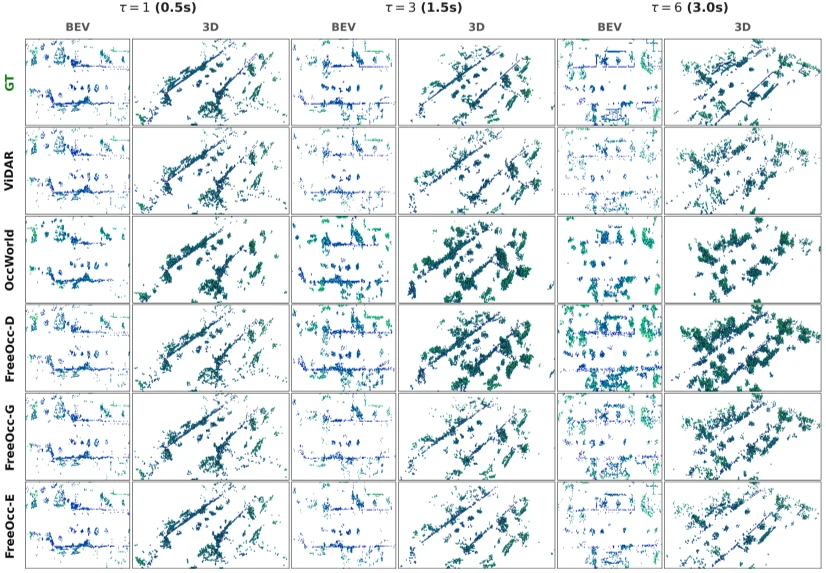 τ = 1 (0.5s) τ = 3 (1.5s) τ = 6 (3.0s)
BEV 3D BEV 3D BEV 3D
GT
ViDAR
OccWorld
FreeOcc-D
FreeOcc-G
FreeOcc-E